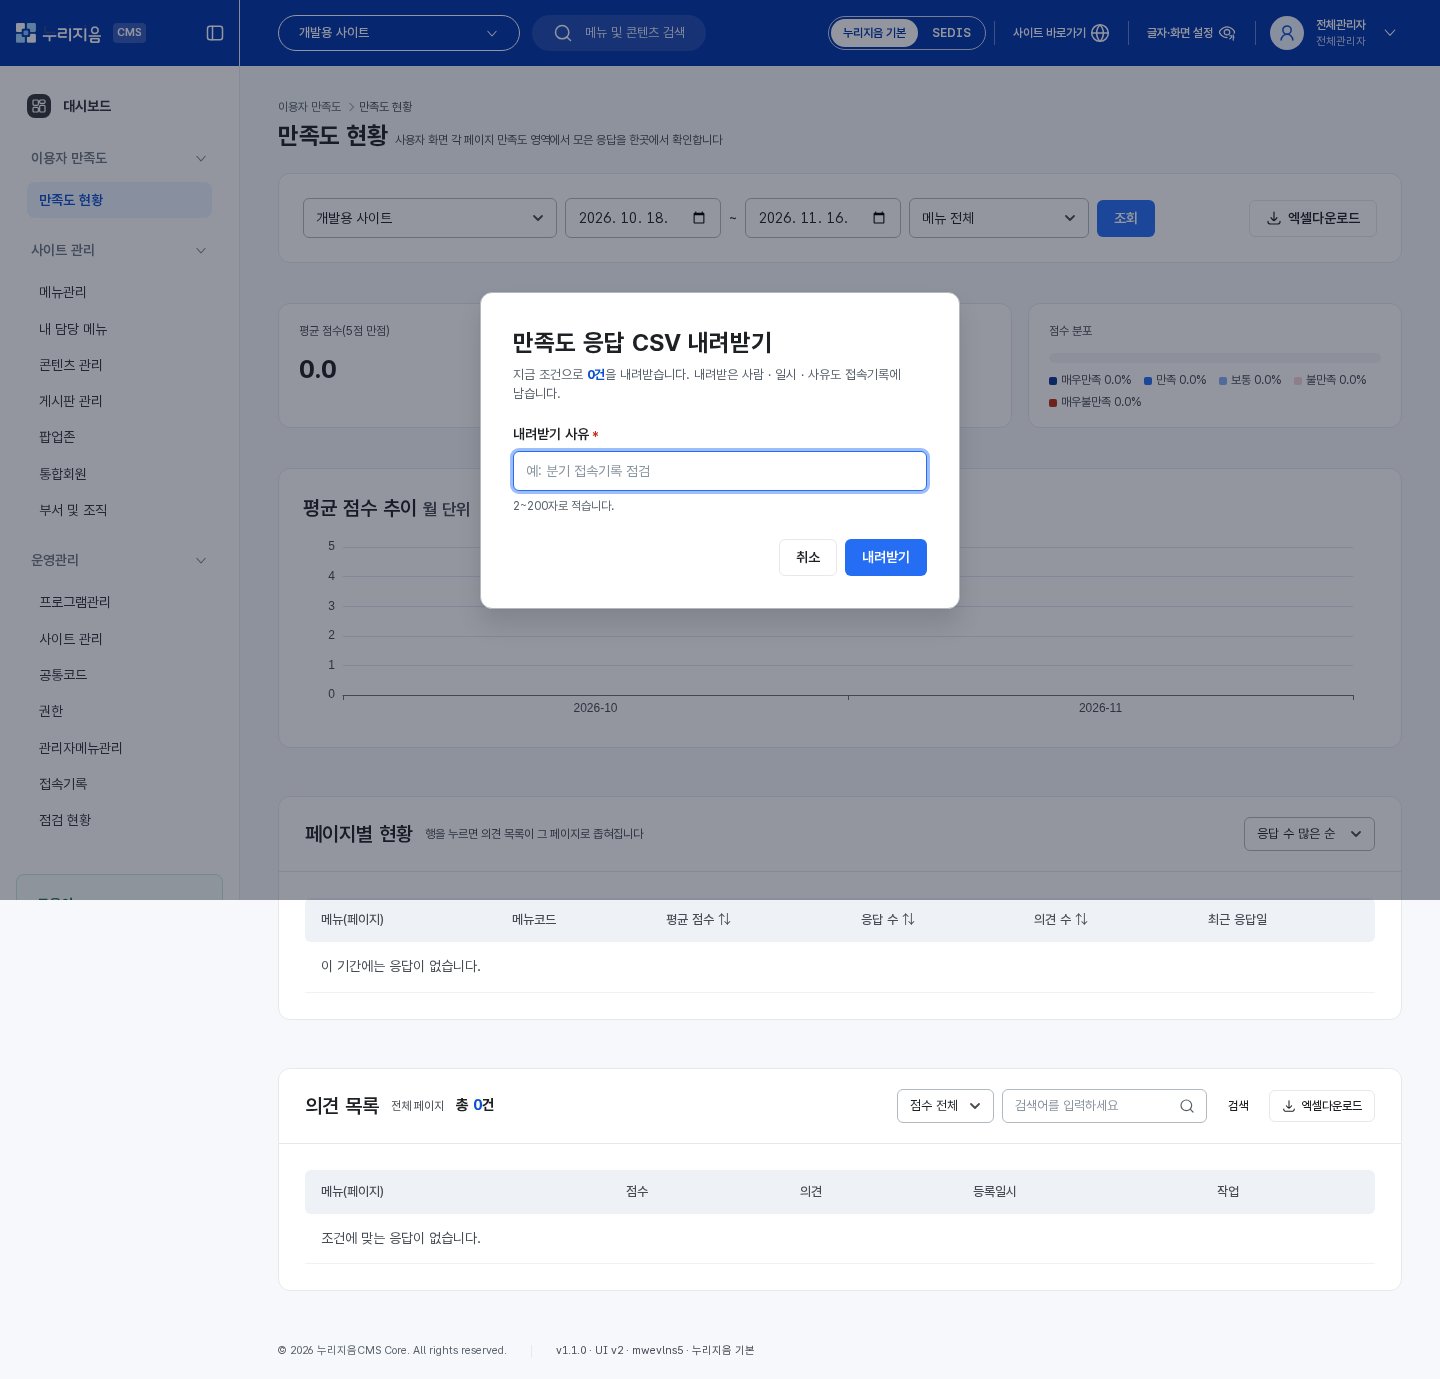 누리지음 CMS
개발용 사이트
메뉴 및 콘텐츠 검색
누리지음 기본 SEDIS
사이트 바로가기
글자·화면 설정
전체관리자
전체관리자
대시보드
이용자 만족도
만족도 현황
사이트 관리
메뉴관리
내 담당 메뉴
콘텐츠 관리
게시판 관리
팝업존
통합회원
부서 및 조직
운영관리
프로그램관리
사이트 관리
공통코드
권한
관리자메뉴관리
접속기록
점검 현황
이용자 만족도 > 만족도 현황
만족도 현황 사용자 화면 각 페이지 만족도 영역에서 모은 응답을 한곳에서 확인합니다
개발용 사이트 2026. 10. 18. ~ 2026. 11. 16. 메뉴 전체 조회 엑셀다운로드
평균 점수(5점 만점)
0.0
점수 분포
매우만족 0.0% 만족 0.0% 보통 0.0% 불만족 0.0%
매우불만족 0.0%
만족도 응답 CSV 내려받기
지금 조건으로 0건을 내려받습니다. 내려받은 사람 · 일시 · 사유도 접속기록에
남습니다.
내려받기 사유 *
예: 분기 접속기록 점검
2~200자로 적습니다.
취소 내려받기
평균 점수 추이 월 단위
5
4
3
2
1
0
2026-10 2026-11
페이지별 현황 행을 누르면 의견 목록이 그 페이지로 좁혀집니다 응답 수 많은 순
메뉴(페이지) 메뉴코드 평균 점수 응답 수 의견 수 최근 응답일
이 기간에는 응답이 없습니다.
의견 목록 전체 페이지 총 0건 점수 전체 검색어를 입력하세요 검색 엑셀다운로드
메뉴(페이지) 점수 의견 등록일시 작업
조건에 맞는 응답이 없습니다.
© 2026 누리지음CMS Core. All rights reserved. v1.1.0 · UI v2 · mwevlns5 · 누리지음 기본